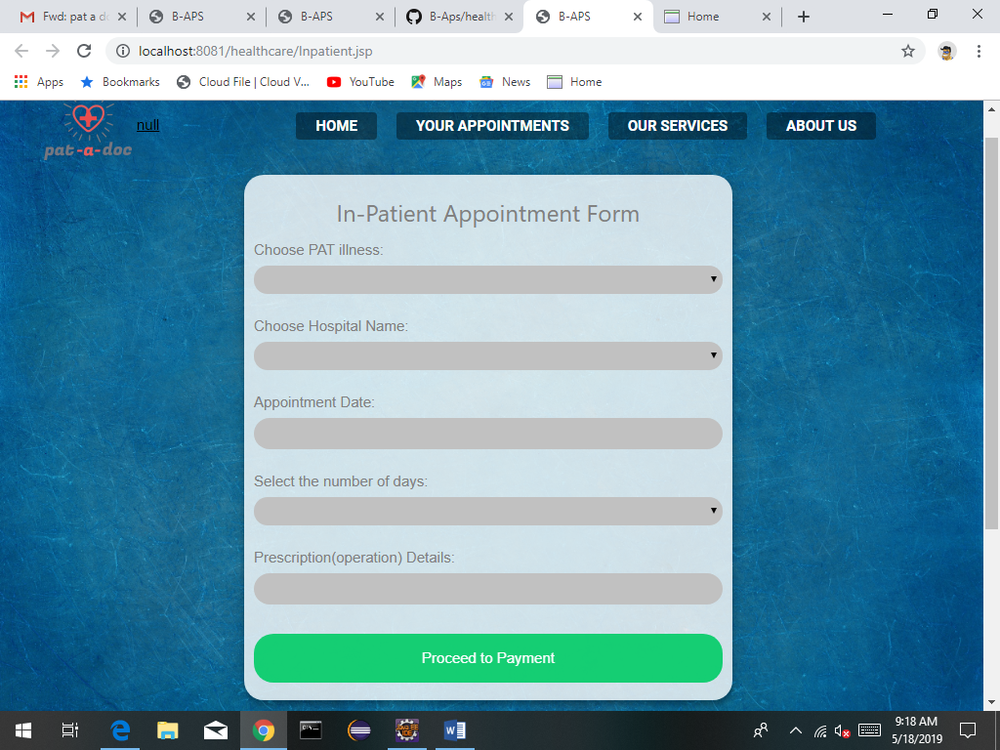 Fwd: pat a d
B-APS
B-APS
B-Aps/health
B-APS
Home
localhost:8081/healthcare/Inpatient.jsp
Apps
Bookmarks
Cloud File | Cloud V...
YouTube
Maps
News
Home
pat-a-doc
null
HOME
YOUR APPOINTMENTS
OUR SERVICES
ABOUT US
In-Patient Appointment Form
Choose PAT illness:
Choose Hospital Name:
Appointment Date:
Select the number of days:
Prescription(operation) Details:
Proceed to Payment
9:18 AM
5/18/2019